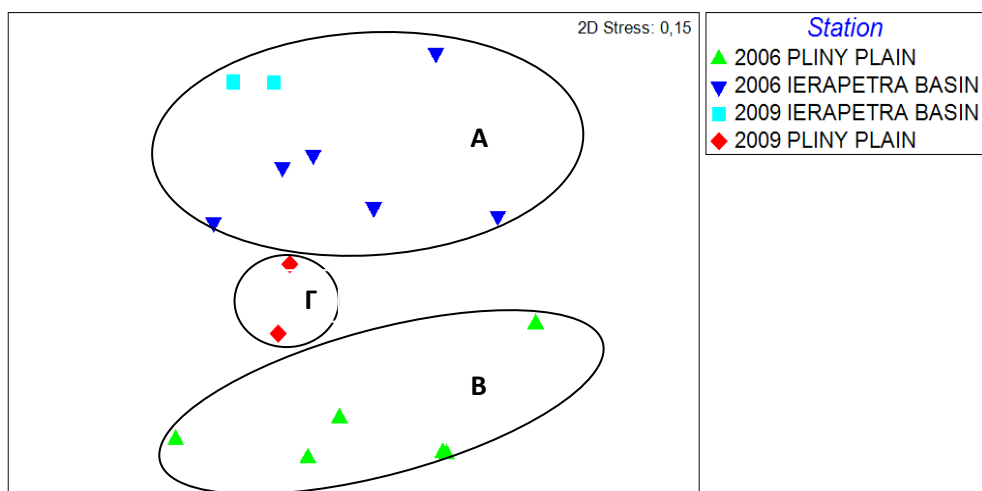 2D Stress: 0,15
Station
2006 PLINY PLAIN
2006 IERAPETRA BASIN
2009 IERAPETRA BASIN
2009 PLINY PLAIN
Α
Γ
Β